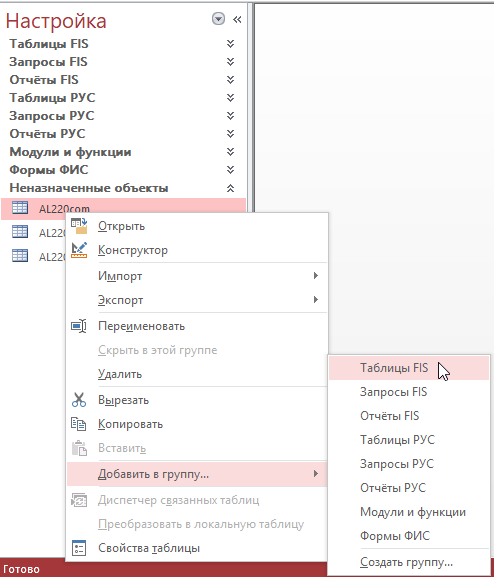 Настройка
Таблицы FIS
Запросы FIS
Отчёты FIS
Таблицы РУС
Запросы РУС
Отчёты РУС
Модули и функции
Формы ФИС
Неназначенные объекты
AL220com
AL220
AL220
Открыть
Конструктор
Импорт
Экспорт
Переименовать
Скрыть в этой группе
Удалить
Вырезать
Копировать
Вставить
Добавить в группу...
Диспетчер связанных таблиц
Преобразовать в локальную таблицу
Свойства таблицы
Таблицы FIS
Запросы FIS
Отчёты FIS
Таблицы РУС
Запросы РУС
Отчёты РУС
Модули и функции
Формы ФИС
Создать группу...
Готово